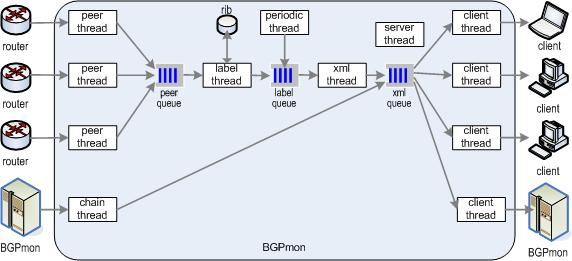 rib
peer
thread
periodic
thread
server
thread
client
thread
router
client
peer
thread
label
thread
xml
thread
client
thread
peer
queue
label
queue
xml
queue
router
client
peer
thread
client
thread
router
client
chain
thread
client
thread
BGPmon
BGPmon
BGPmon